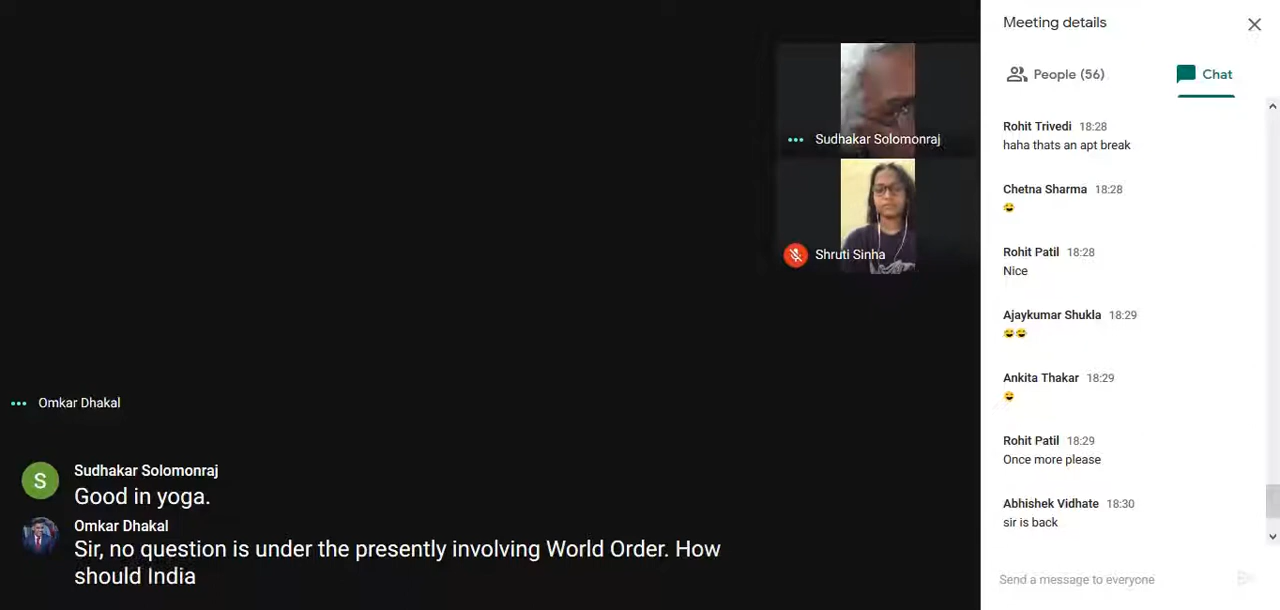 Meeting details
People (56)
Chat
Rohit Trivedi 18:28
haha thats an apt break
Chetna Sharma 18:28
Rohit Patil 18:28
Nice
Ajaykumar Shukla 18:29
Ankita Thakar 18:29
Rohit Patil 18:29
Once more please
Abhishek Vidhate 18:30
sir is back
Send a message to everyone
Sudhakar Solomonraj
Shruti Sinha
Omkar Dhakal
S
Sudhakar Solomonraj
Good in yoga.
Omkar Dhakal
Sir, no question is under the presently involving World Order. How
should India